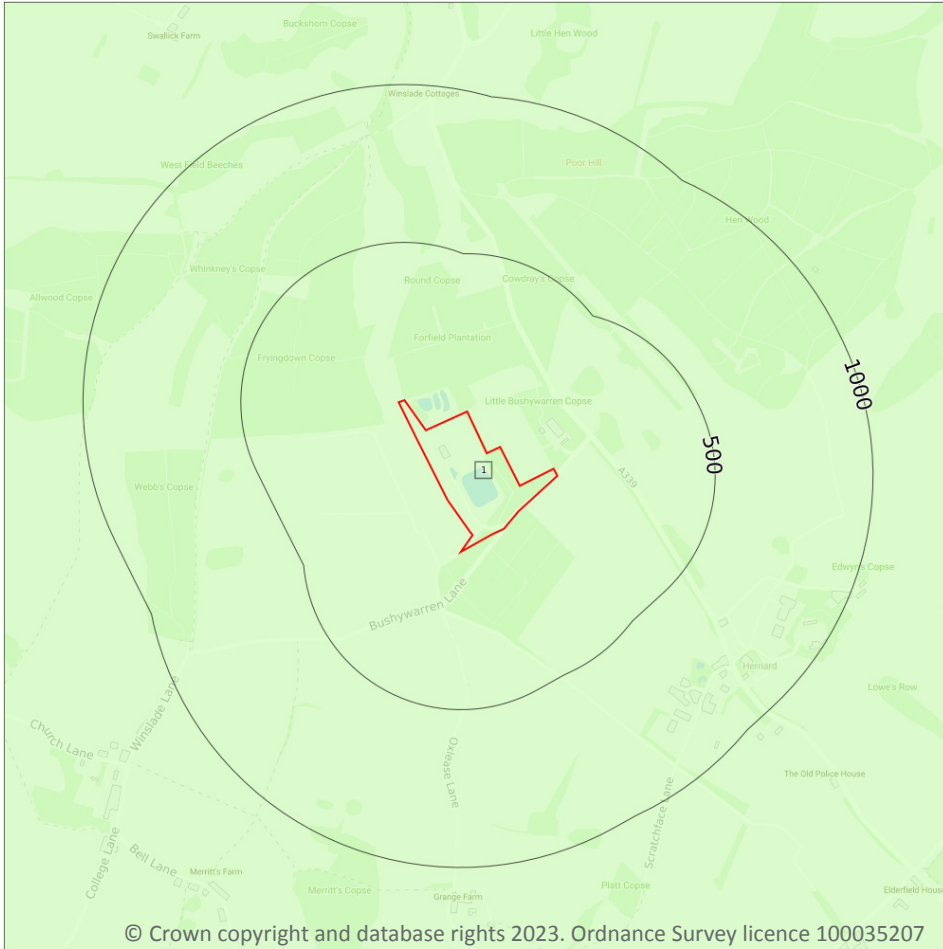 Buckshorn Copse
Swallick Farm
Little Hen Wood
Winslade Cottages
West Field Beeches
Poor Hill
Hen Wood
Whinkney's Copse
Round Copse
Cowdray's Copse
Allwood Copse
Forfield Plantation
Fryingdown Copse
1000
Little Bushywarren Copse
500
1
A339
Webb's Copse
Edwyn's Copse
Bushywarren Lane
Herriard
Lowe's Row
Winslade Lane
Church Lane
Oxlease Lane
The Old Police House
Scratchface Lane
College Lane
Bell Lane
Merritt's Farm
Merritt's Copse
Platt Copse
Grange Farm
Elderfield House
© Crown copyright and database rights 2023. Ordnance Survey licence 100035207